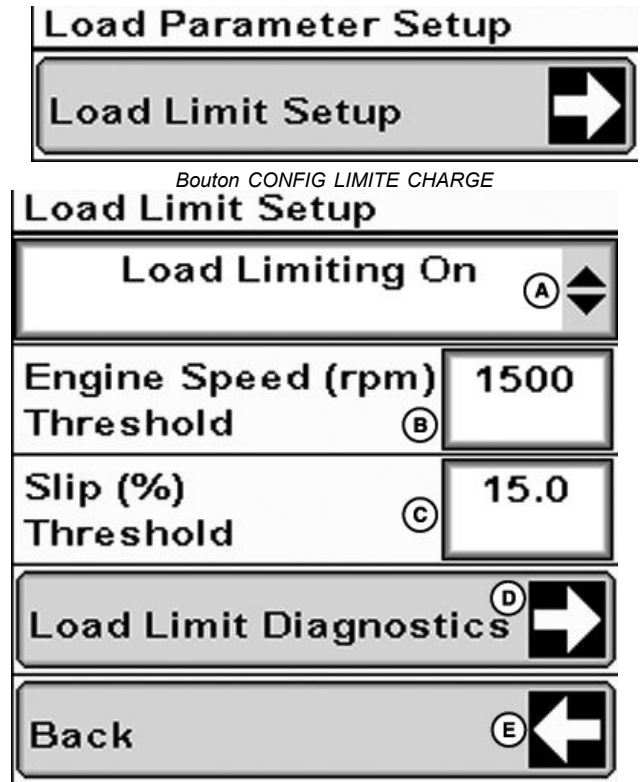 Load Parameter Setup
Load Limit Setup
Bouton CONFIG LIMITE CHARGE
Load Limit Setup
Load Limiting On
A
Engine Speed (rpm) 1500
Threshold B
Slip (%) 15.0
Threshold C
Load Limit Diagnostics D
Back E